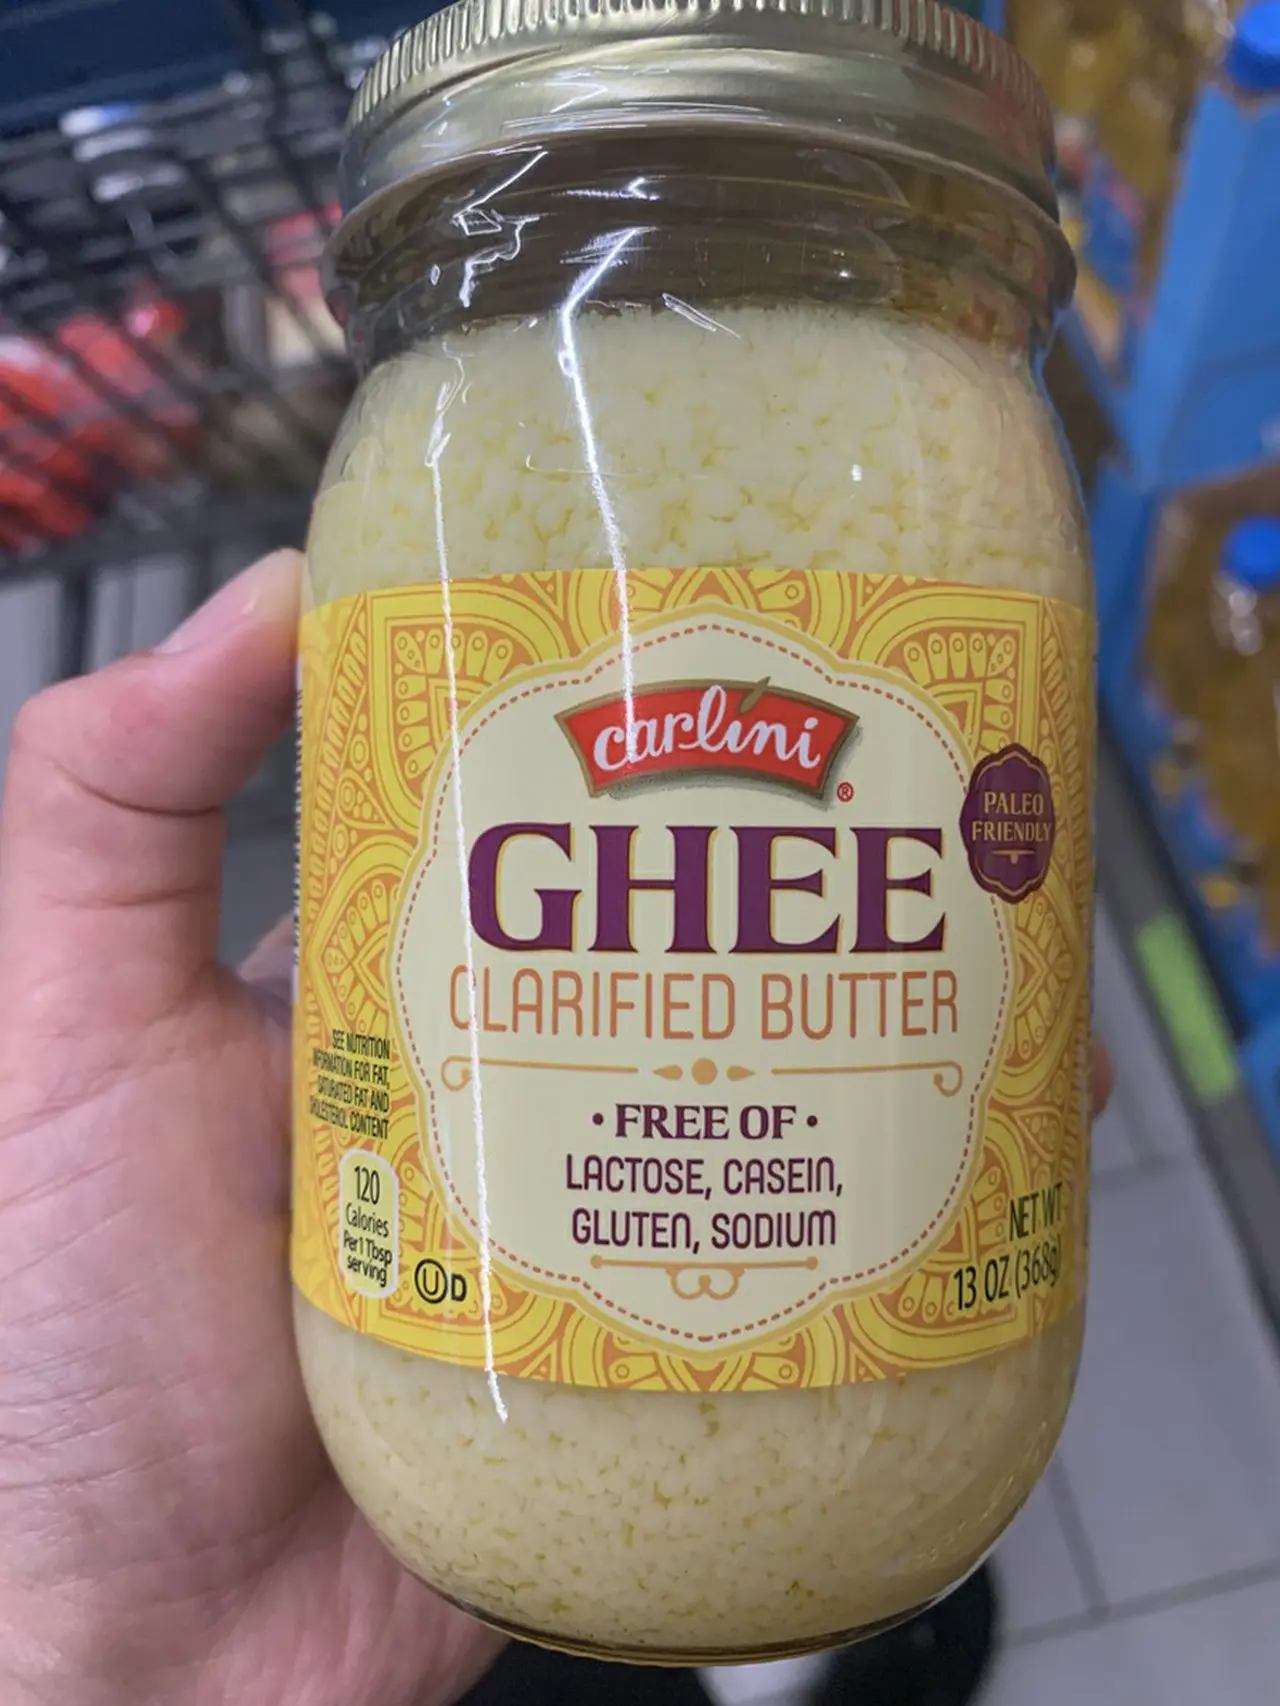 carlini
®
GHEE
PALEO
FRIENDLY
CLARIFIED BUTTER
• FREE OF •
LACTOSE, CASEIN,
GLUTEN, SODIUM
SEE NUTRITION
INFORMATION FOR FAT,
SATURATED FAT AND
CHOLESTEROL CONTENT
120
Calories
Per 1 Tbsp
serving
UD
NET WT
13 OZ (368g)